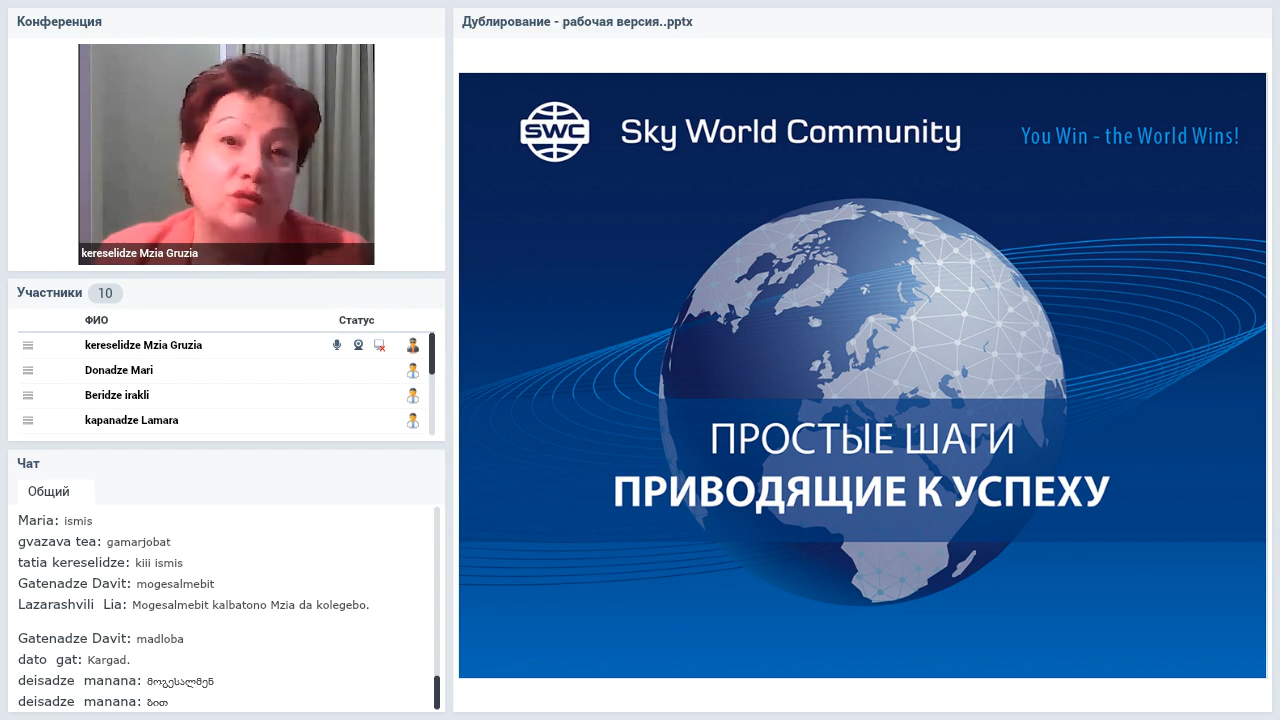 Конференция
kereselidze Mzia Gruzia
Участники 10
ФИО Статус
kereselidze Mzia Gruzia
Donadze Mari
Beridze irakli
kapanadze Lamara
Чат
Общий
Maria: ismis
gvazava tea: gamarjobat
tatia kereselidze: kiii ismis
Gatenadze Davit: mogesalmebit
Lazarashvili Lia: Mogesalmebit kalbatono Mzia da kolegebo.
Gatenadze Davit: madloba
dato gat: Kargad.
deisadze manana: მოგესალმენ
deisadze manana: ბით
Дублирование - рабочая версия..pptx
SWC Sky World Community
You Win - the World Wins!
ПРОСТЫЕ ШАГИ
ПРИВОДЯЩИЕ К УСПЕХУ